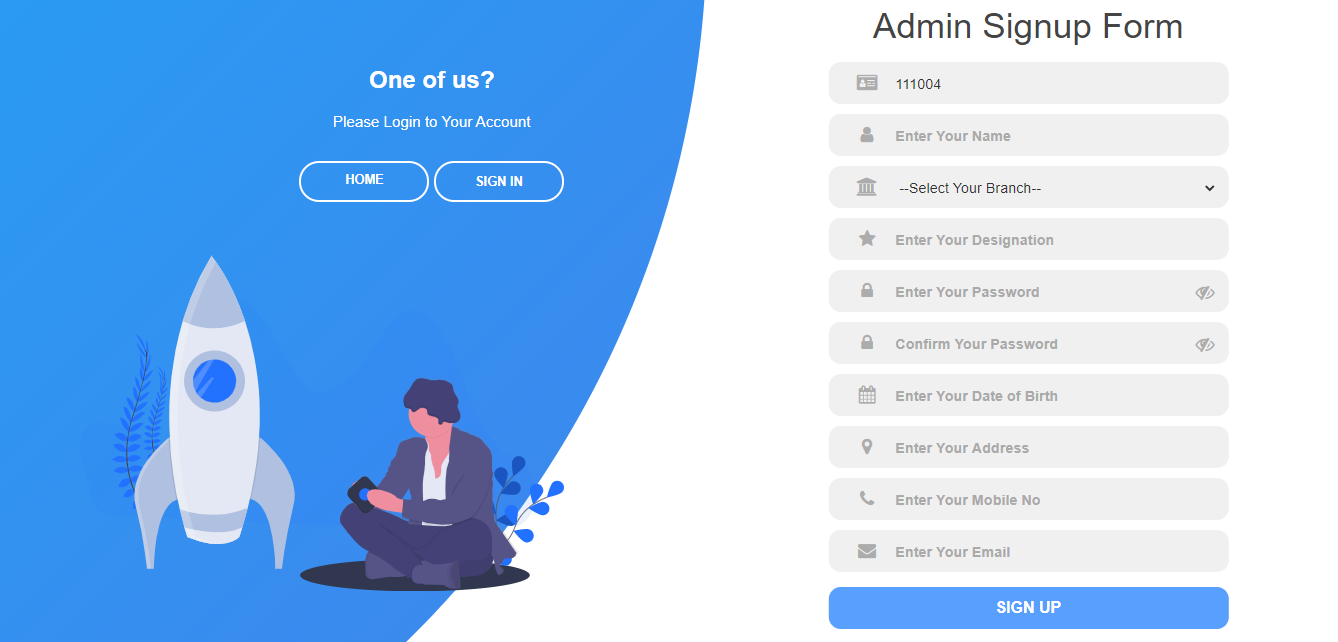 One of us?
Please Login to Your Account
HOME
SIGN IN
Admin Signup Form
111004
Enter Your Name
--Select Your Branch--
Enter Your Designation
Enter Your Password
Confirm Your Password
Enter Your Date of Birth
Enter Your Address
Enter Your Mobile No
Enter Your Email
SIGN UP